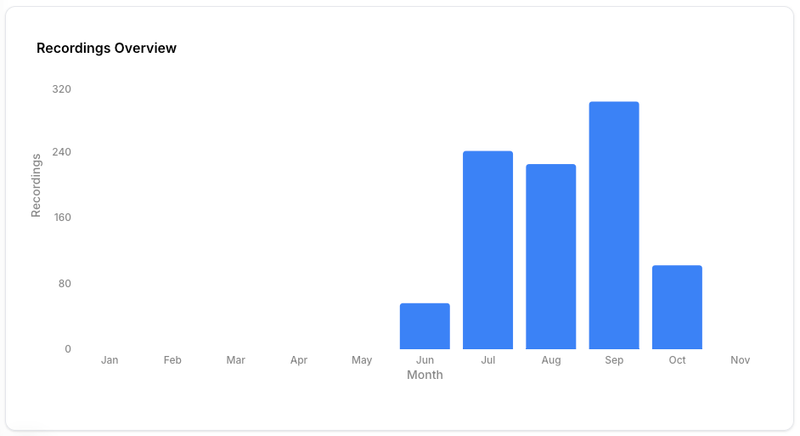 Recordings Overview
320
240
160
80
0
Recordings
Jan Feb Mar Apr May Jun Jul Aug Sep Oct Nov
Month